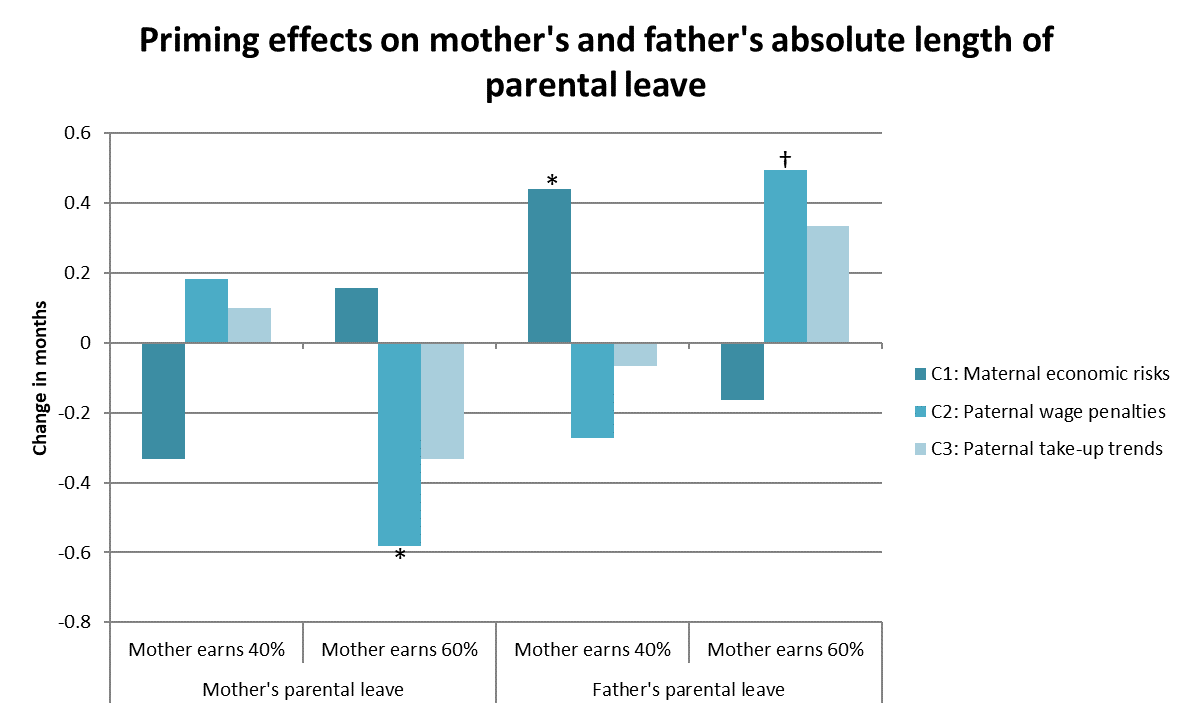 Priming effects on mother's and father's absolute length of
parental leave
Change in months
0.6
0.4
0.2
0
-0.2
-0.4
-0.6
-0.8
*
*
†
Mother earns 40%
Mother earns 60%
Mother earns 40%
Mother earns 60%
Mother's parental leave
Father's parental leave
C1: Maternal economic risks
C2: Paternal wage penalties
C3: Paternal take-up trends